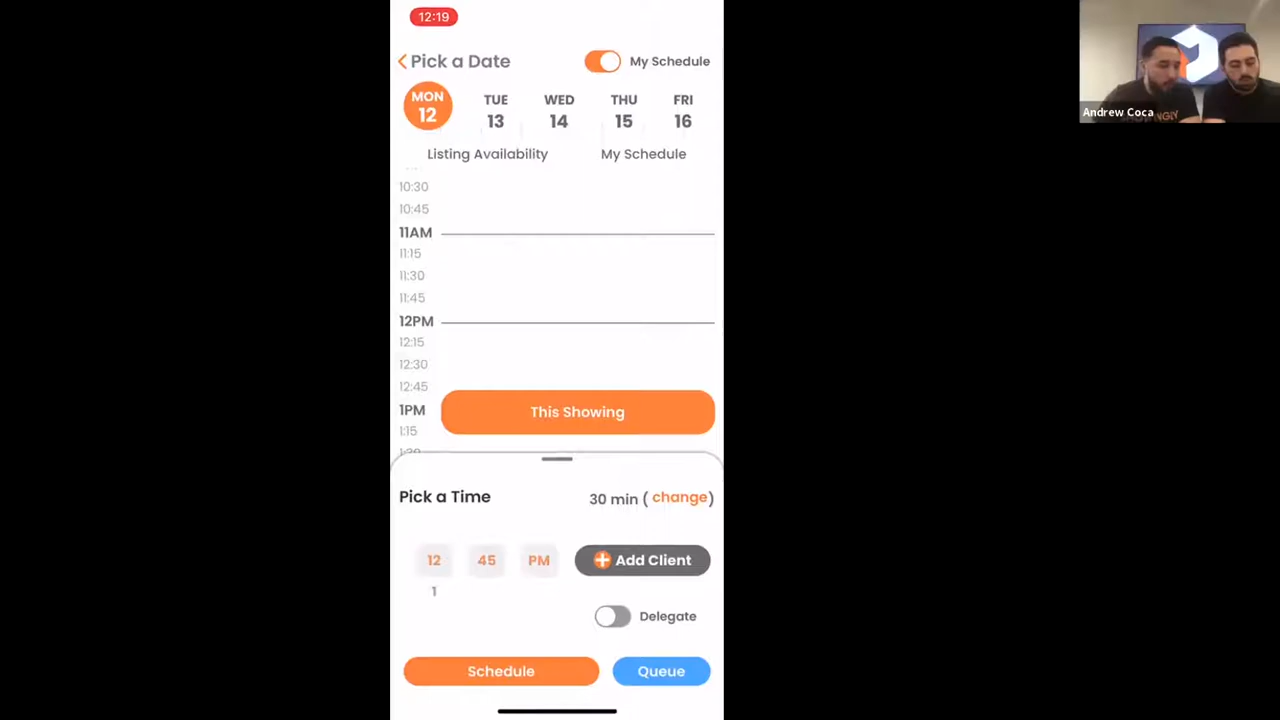 12:19
Pick a Date
My Schedule
MON TUE WED THU FRI
12 13 14 15 16
Listing Availability My Schedule
10:30
10:45
11AM
11:15
11:30
11:45
12PM
12:15
12:30
12:45
1PM
This Showing
1:15
Pick a Time
30 min ( change )
12 45 PM
Add Client
1
Delegate
Schedule
Queue
Andrew Coca